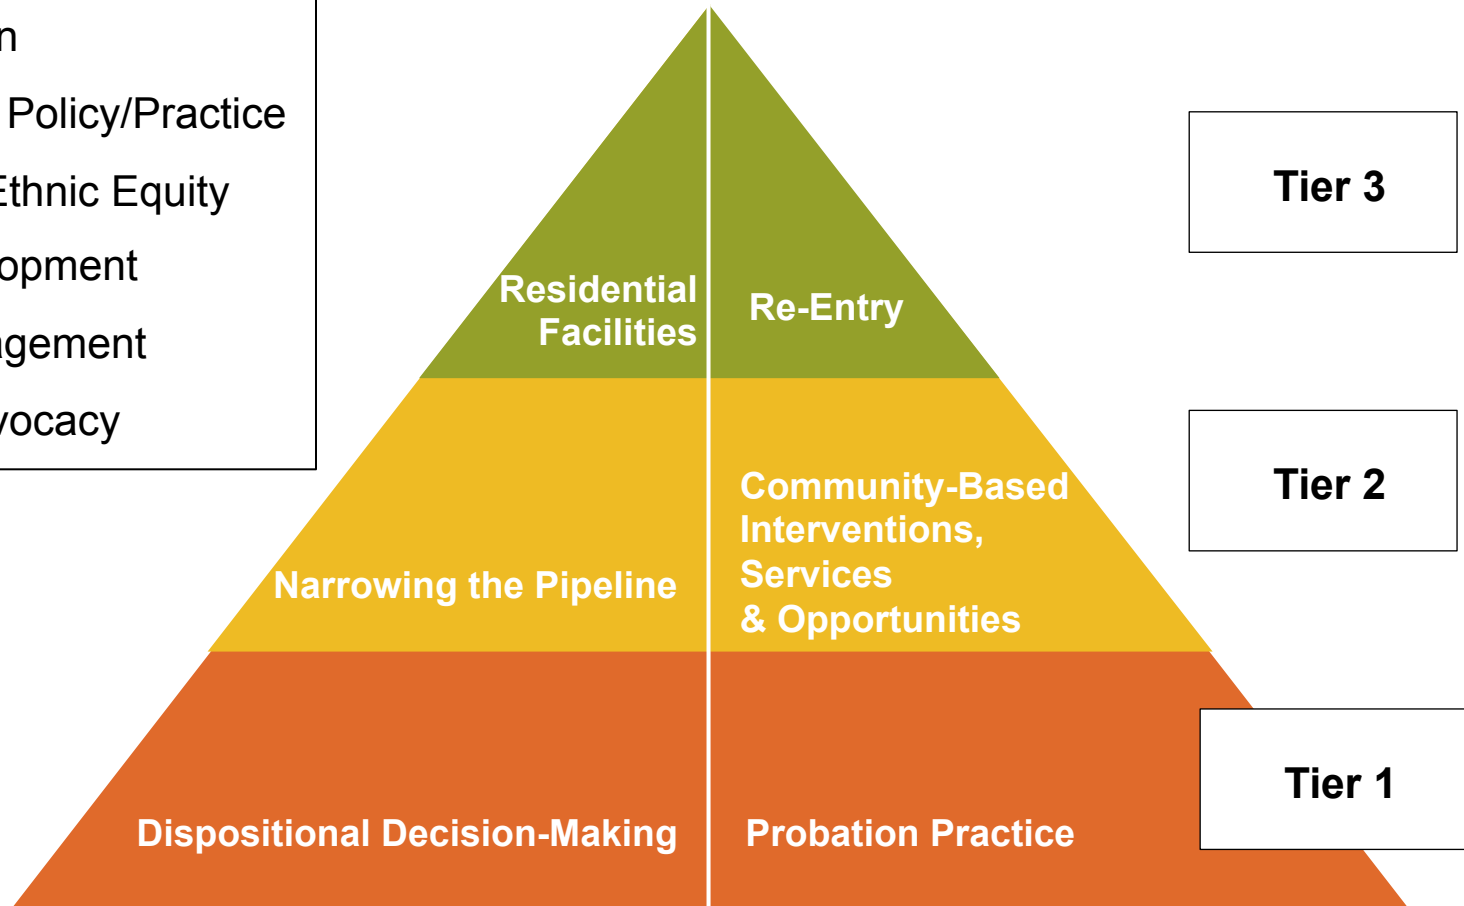 n
Policy/Practice
Ethnic Equity
opment
agement
vocacy
Residential
Facilities
Re-Entry
Tier 3
Narrowing the Pipeline
Community-Based
Interventions,
Services
& Opportunities
Tier 2
Dispositional Decision-Making
Probation Practice
Tier 1